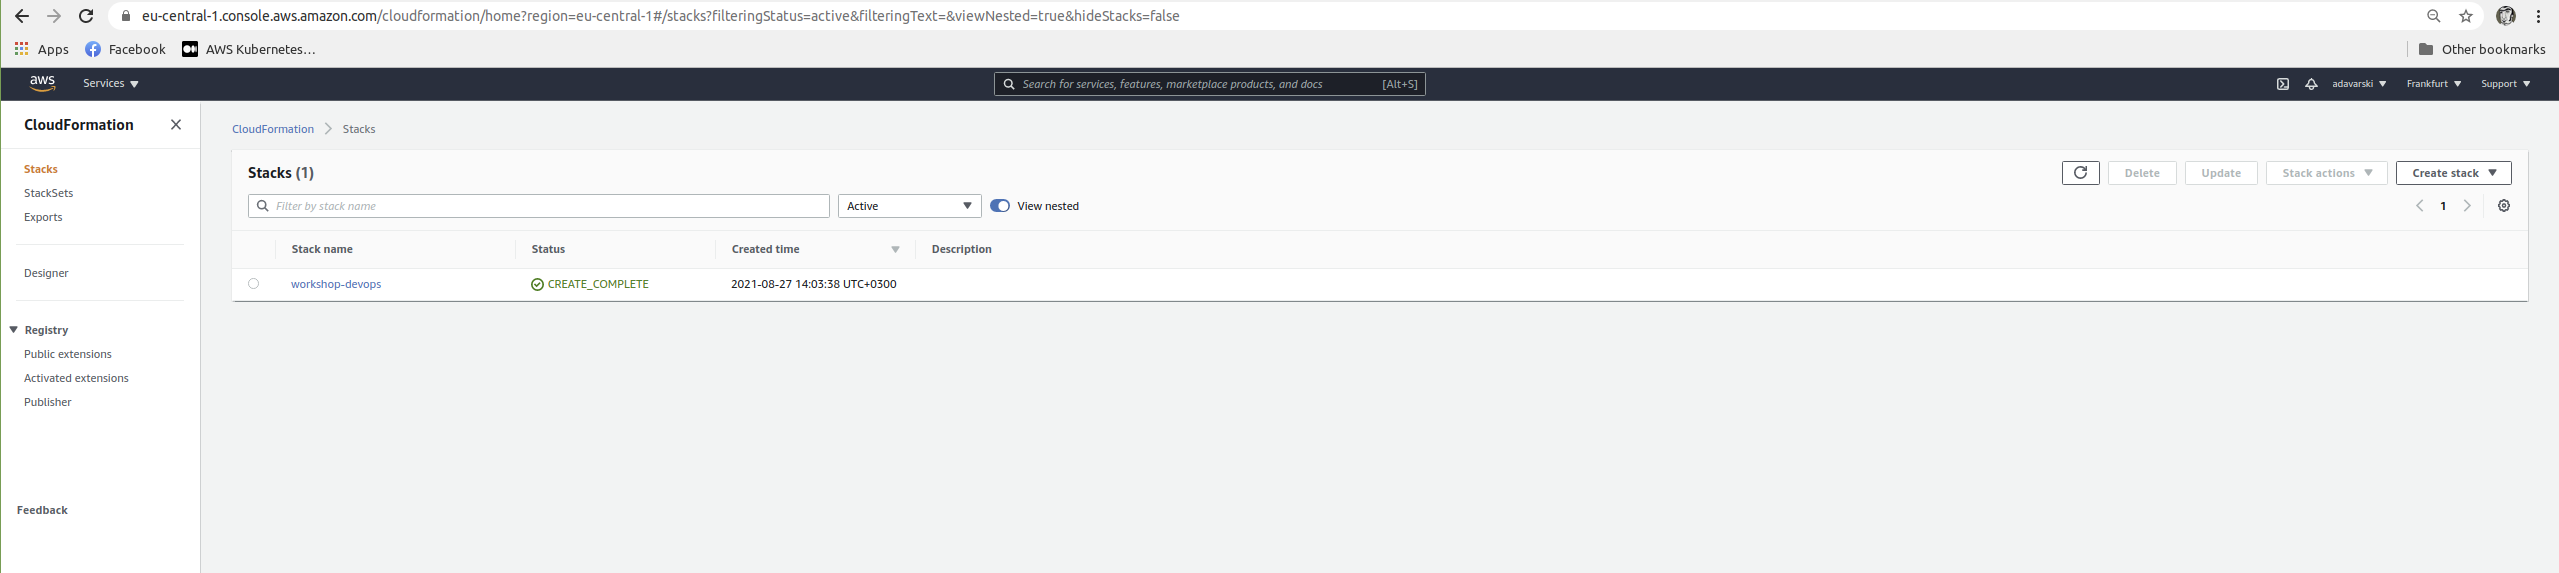 eu-central-1.console.aws.amazon.com/cloudformation/home?region=eu-central-1#/stacks?filteringStatus=active&filteringText=&viewNested=true&hideStacks=false
Apps Facebook AWS Kubernetes… Other bookmarks
aws Services Search for services, features, marketplace products, and docs [Alt+S] adavarski Frankfurt Support
CloudFormation
Stacks
StackSets
Exports
Designer
Registry
Public extensions
Activated extensions
Publisher
Feedback
CloudFormation Stacks
Stacks (1) Delete Update Stack actions Create stack
Filter by stack name Active View nested 1
Stack name Status Created time Description
workshop-devops CREATE_COMPLETE 2021-08-27 14:03:38 UTC+0300